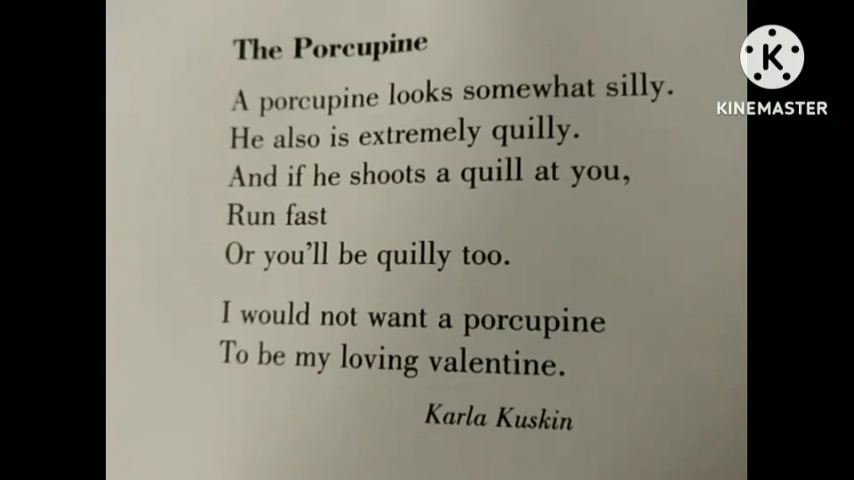 The Porcupine
A porcupine looks somewhat silly.
He also is extremely quilly.
And if he shoots a quill at you,
Run fast
Or you'll be quilly too.
I would not want a porcupine
To be my loving valentine.
Karla Kuskin
K
KINEMASTER